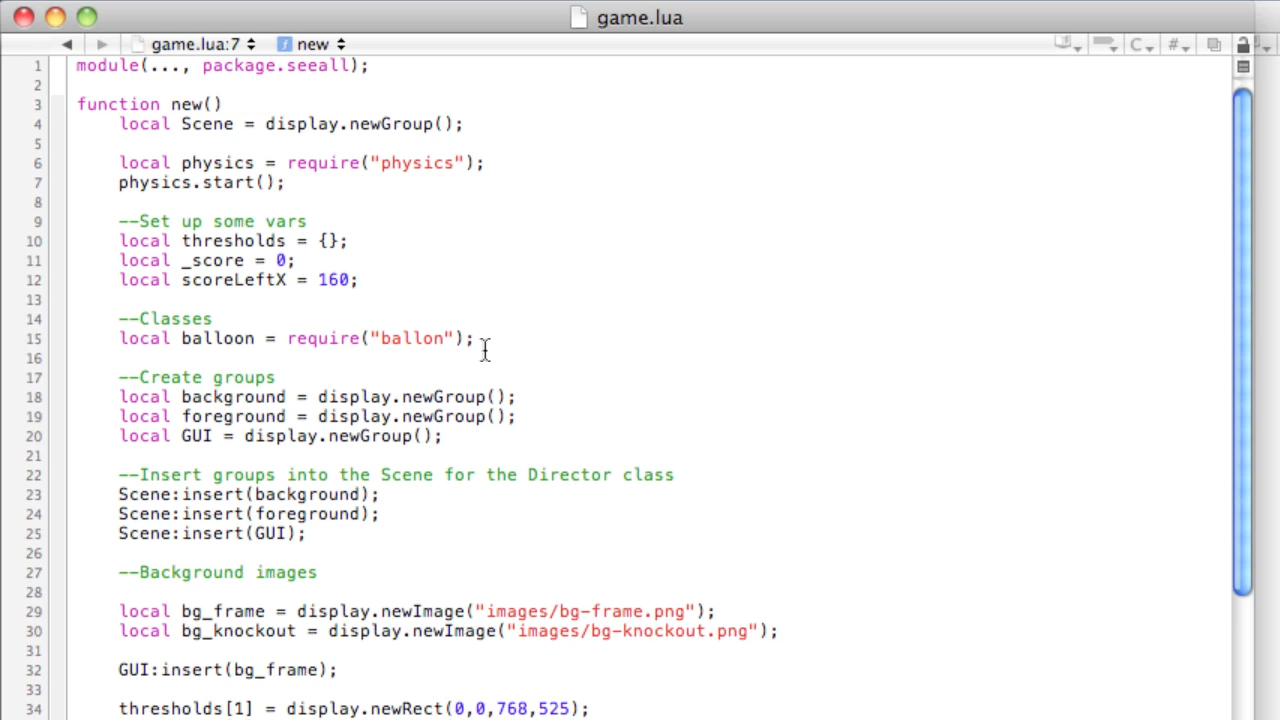 game.lua
game.lua:7 f new C #
1 module(..., package.seeall);
2
3 function new()
4 local Scene = display.newGroup();
5
6 local physics = require("physics");
7 physics.start();
8
9 --Set up some vars
10 local thresholds = {};
11 local _score = 0;
12 local scoreLeftX = 160;
13
14 --Classes
15 local balloon = require("ballon");
16
17 --Create groups
18 local background = display.newGroup();
19 local foreground = display.newGroup();
20 local GUI = display.newGroup();
21
22 --Insert groups into the Scene for the Director class
23 Scene:insert(background);
24 Scene:insert(foreground);
25 Scene:insert(GUI);
26
27 --Background images
28
29 local bg_frame = display.newImage("images/bg-frame.png");
30 local bg_knockout = display.newImage("images/bg-knockout.png");
31
32 GUI:insert(bg_frame);
33
34 thresholds[1] = display.newRect(0,0,768,525);